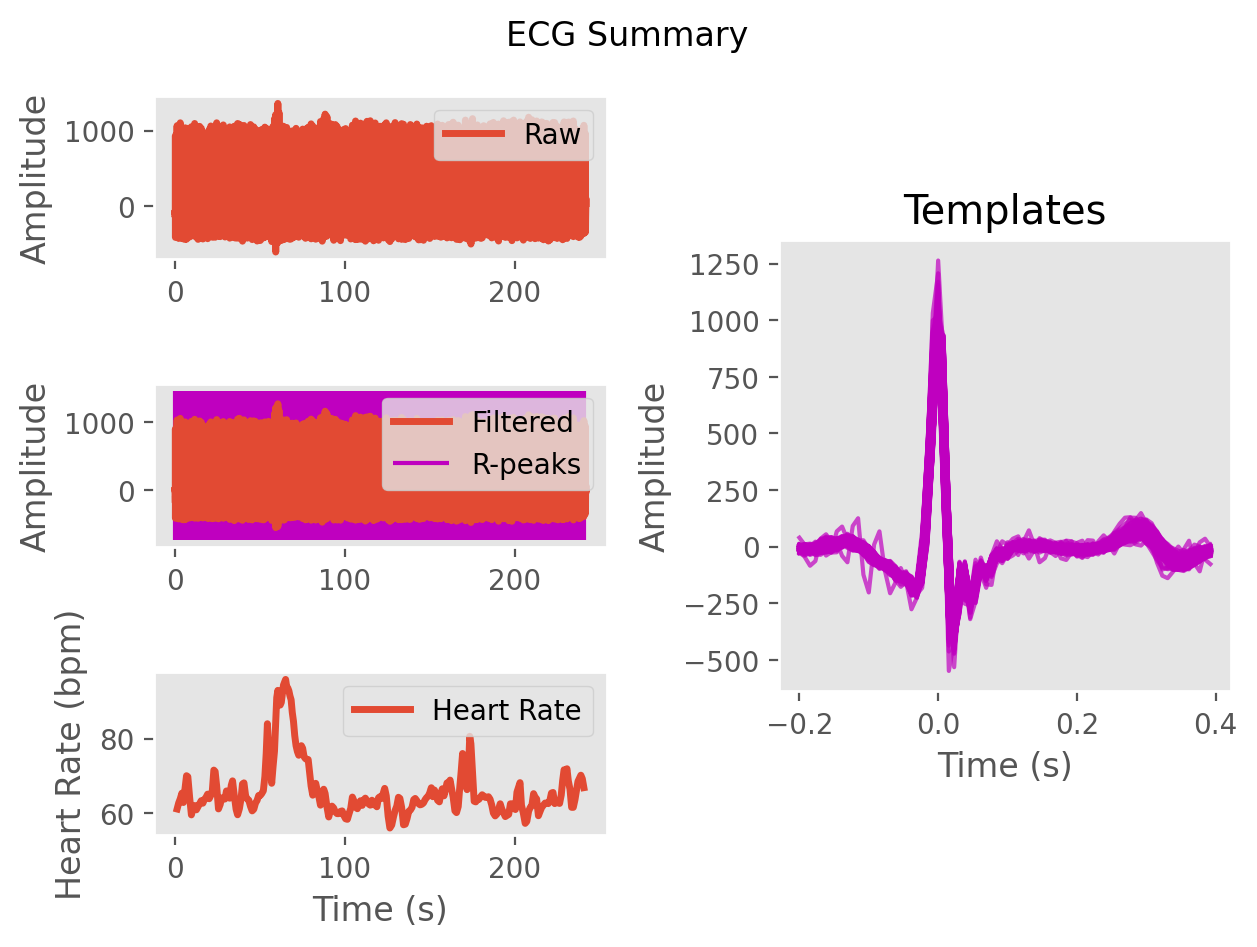 ECG Summary
Amplitude
1000
0
Raw
0 100 200
Amplitude
1000
0
Filtered
R-peaks
0 100 200
Heart Rate (bpm)
80
60
Heart Rate
0 100 200
Time (s)
Templates
Amplitude
1250
1000
750
500
250
0
−250
−500
−0.2 0.0 0.2 0.4
Time (s)